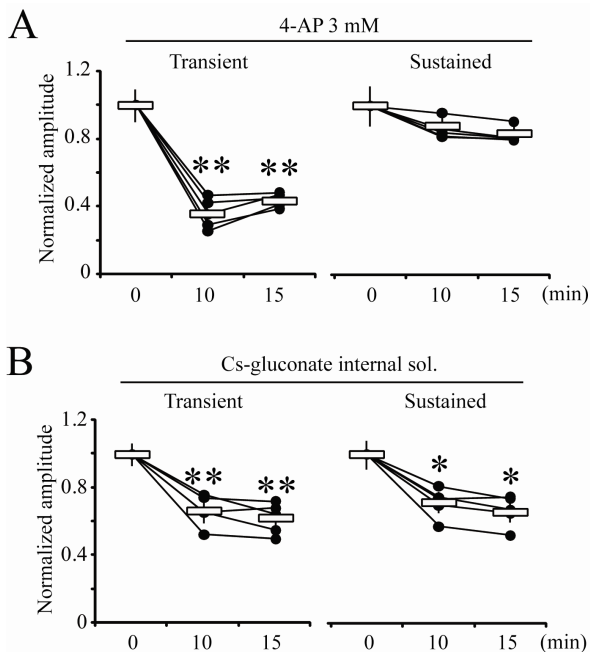 A
4-AP 3 mM
Transient Sustained
Normalized amplitude
1.2
0.8
0.4
0
** **
0 10 15 0 10 15 (min)
B
Cs-gluconate internal sol.
Transient Sustained
Normalized amplitude
1.2
0.8
0.4
0
** ** * *
0 10 15 0 10 15 (min)